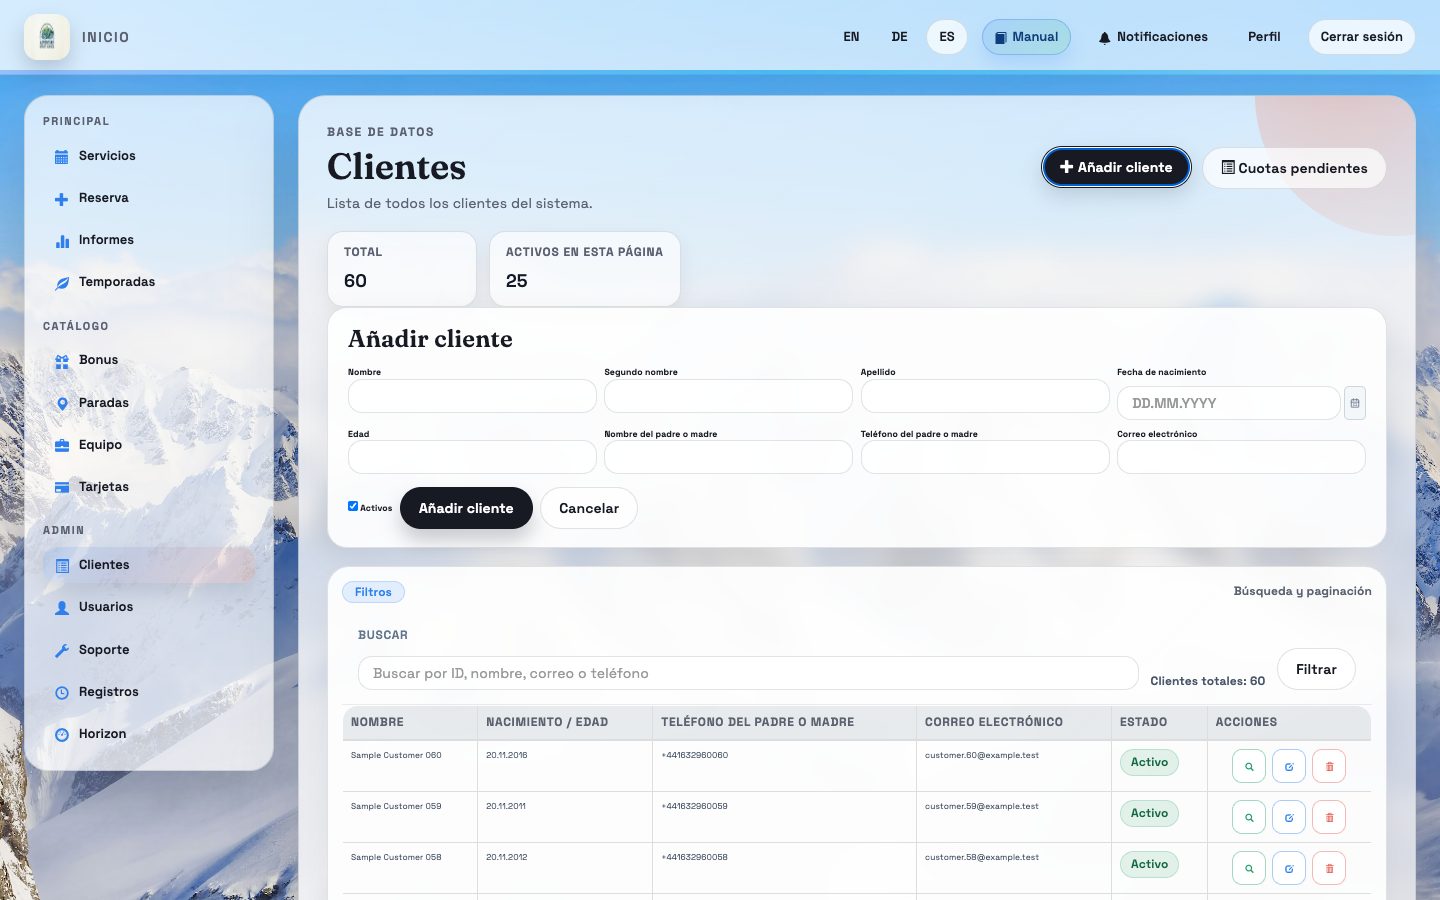 INICIO
EN
DE
ES
Manual
Notificaciones
Perfil
Cerrar sesión
PRINCIPAL
Servicios
Reserva
Informes
Temporadas
CATÁLOGO
Bonus
Paradas
Equipo
Tarjetas
ADMIN
Clientes
Usuarios
Soporte
Registros
Horizon
BASE DE DATOS
Clientes
Lista de todos los clientes del sistema.
Añadir cliente
Cuotas pendientes
TOTAL
60
ACTIVOS EN ESTA PÁGINA
25
Añadir cliente
Nombre
Segundo nombre
Apellido
Fecha de nacimiento
DD.MM.YYYY
Edad
Nombre del padre o madre
Teléfono del padre o madre
Correo electrónico
Activos
Añadir cliente
Cancelar
Filtros
Búsqueda y paginación
BUSCAR
Buscar por ID, nombre, correo o teléfono
Clientes totales: 60
Filtrar
NOMBRE NACIMIENTO / EDAD TELÉFONO DEL PADRE O MADRE CORREO ELECTRÓNICO ESTADO ACCIONES
Sample Customer 060 20.11.2016 +441632960060 customer.60@example.test Activo
Sample Customer 059 20.11.2011 +441632960059 customer.59@example.test Activo
Sample Customer 058 20.11.2012 +441632960058 customer.58@example.test Activo